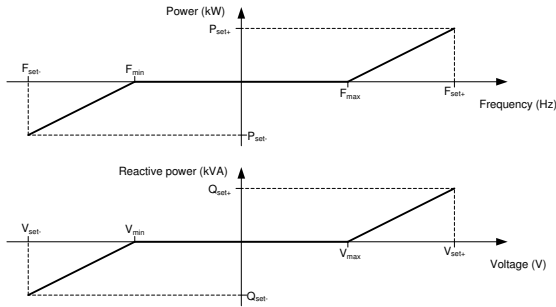 Power (kW)
Pset+
Fset-
Fmin
Fmax
Fset+
Frequency (Hz)
Pset-
Reactive power (kVA)
Qset+
Vset-
Vmin
Vmax
Vset+
Voltage (V)
Qset-